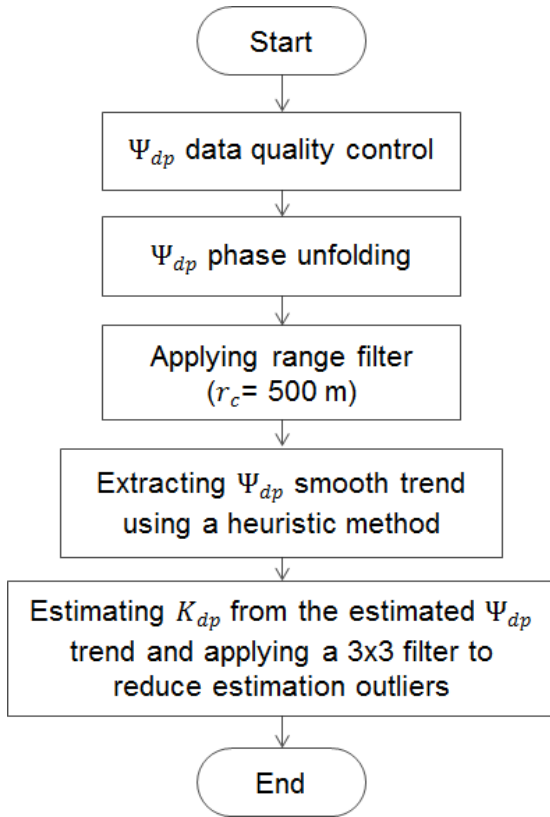 Start
Ψ_dp data quality control
Ψ_dp phase unfolding
Applying range filter
(r_c= 500 m)
Extracting Ψ_dp smooth trend
using a heuristic method
Estimating K_dp from the estimated Ψ_dp
trend and applying a 3x3 filter to
reduce estimation outliers
End